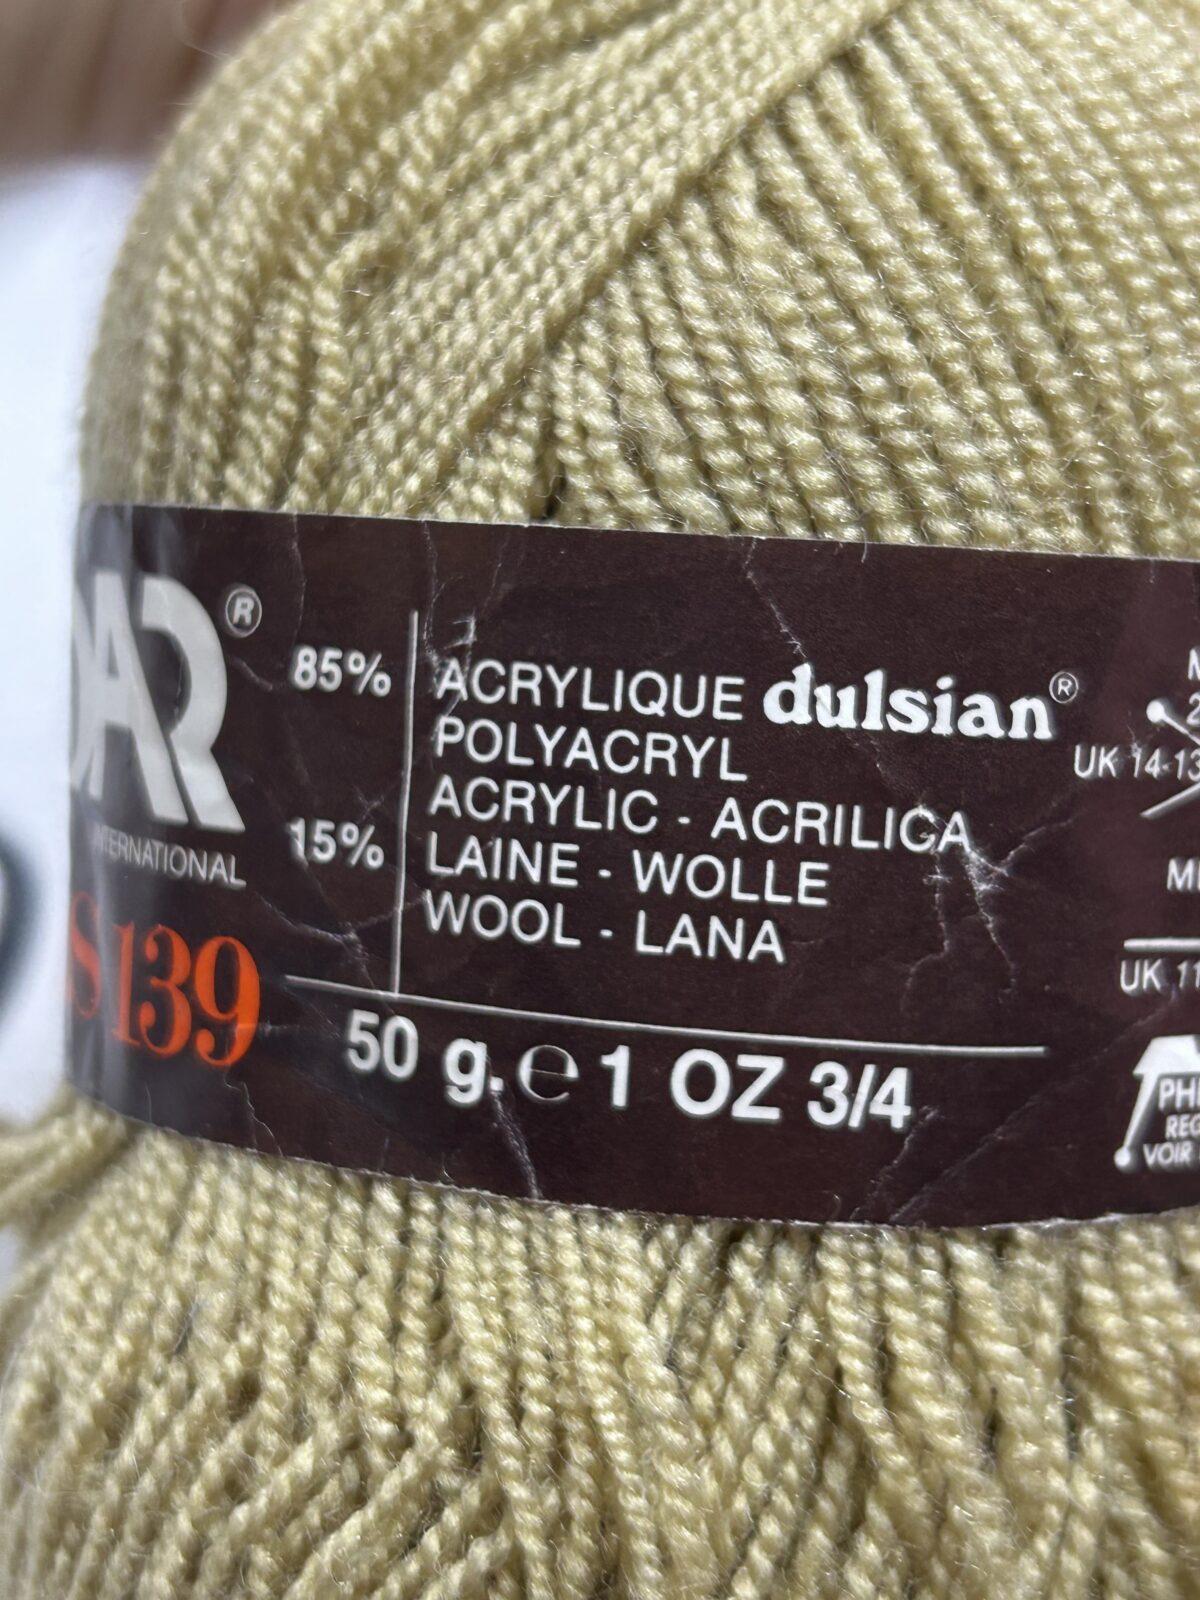 DAR®
INTERNATIONAL
S 139
85%
ACRYLIQUE dulsian®
POLYACRYL
ACRYLIC - ACRILICA
15%
LAINE - WOLLE
WOOL - LANA
50 g. e 1 OZ 3/4
UK 14-13
UK 11
VOIR